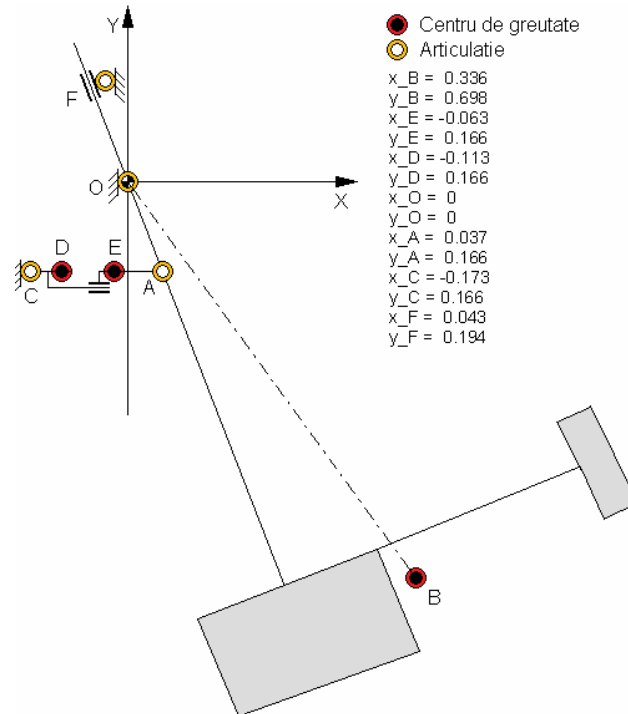 Y
Centru de greutate
Articulatie
x_B = 0.336
y_B = 0.698
x_E = -0.063
y_E = 0.166
x_D = -0.113
y_D = 0.166
x_O = 0
y_O = 0
x_A = 0.037
y_A = 0.166
x_C = -0.173
y_C = 0.166
x_F = 0.043
y_F = 0.194
F
O
X
D
E
C
A
B